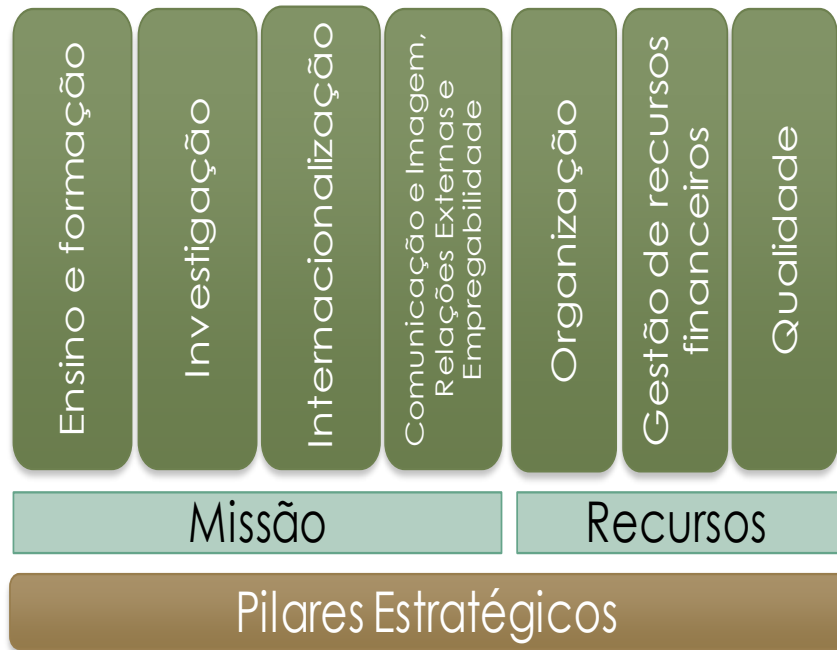 Ensino e formação
Investigação
Internacionalização
Comunicação e Imagem,
Relações Externas e
Empregabilidade
Organização
Gestão de recursos
financeiros
Qualidade
Missão
Recursos
Pilares Estratégicos